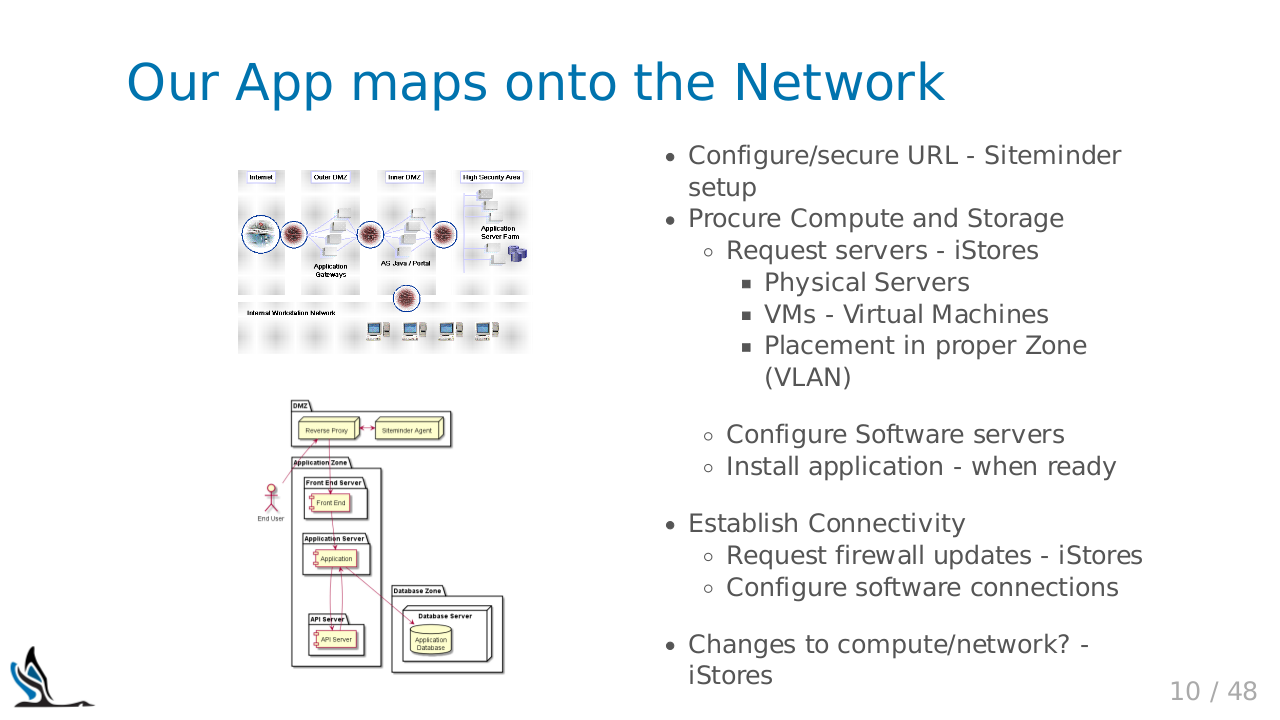 Our App maps onto the Network
Internet
Outer DMZ
Inner DMZ
High Security Area
Application
Server Farm
Application
Gateways
AS Java / Portal
Internal Workstation Network
DMZ
Reverse Proxy
Siteminder Agent
Application Zone
Front End Server
Front End
End User
Application Server
Application
Database Zone
Database Server
Application
Database
API Server
API Server
• Configure/secure URL - Siteminder
setup
• Procure Compute and Storage
◦ Request servers - iStores
▪ Physical Servers
▪ VMs - Virtual Machines
▪ Placement in proper Zone
(VLAN)
◦ Configure Software servers
◦ Install application - when ready
• Establish Connectivity
◦ Request firewall updates - iStores
◦ Configure software connections
• Changes to compute/network? -
iStores
10 / 48